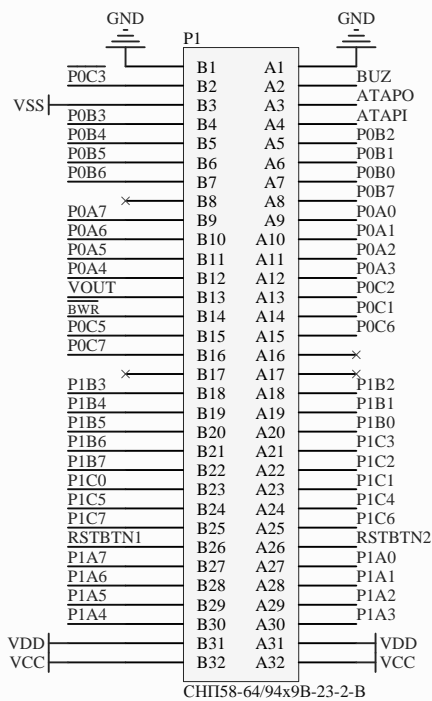 GND GND
P1
B1 A1
P0C3 B2 A2 BUZ
VSS B3 A3 ATAPO
P0B3 B4 A4 ATAPI
P0B4 B5 A5 P0B2
P0B5 B6 A6 P0B1
P0B6 B7 A7 P0B0
B8 A8 P0B7
P0A7 B9 A9 P0A0
P0A6 B10 A10 P0A1
P0A5 B11 A11 P0A2
P0A4 B12 A12 P0A3
VOUT B13 A13 P0C2
BWR B14 A14 P0C1
P0C5 B15 A15 P0C6
P0C7 B16 A16
B17 A17
P1B3 B18 A18 P1B2
P1B4 B19 A19 P1B1
P1B5 B20 A20 P1B0
P1B6 B21 A21 P1C3
P1B7 B22 A22 P1C2
P1C0 B23 A23 P1C1
P1C5 B24 A24 P1C4
P1C7 B25 A25 P1C6
RSTBTN1 B26 A26 RSTBTN2
P1A7 B27 A27 P1A0
P1A6 B28 A28 P1A1
P1A5 B29 A29 P1A2
P1A4 B30 A30 P1A3
VDD B31 A31 VDD
VCC B32 A32 VCC
СНП58-64/94х9В-23-2-В